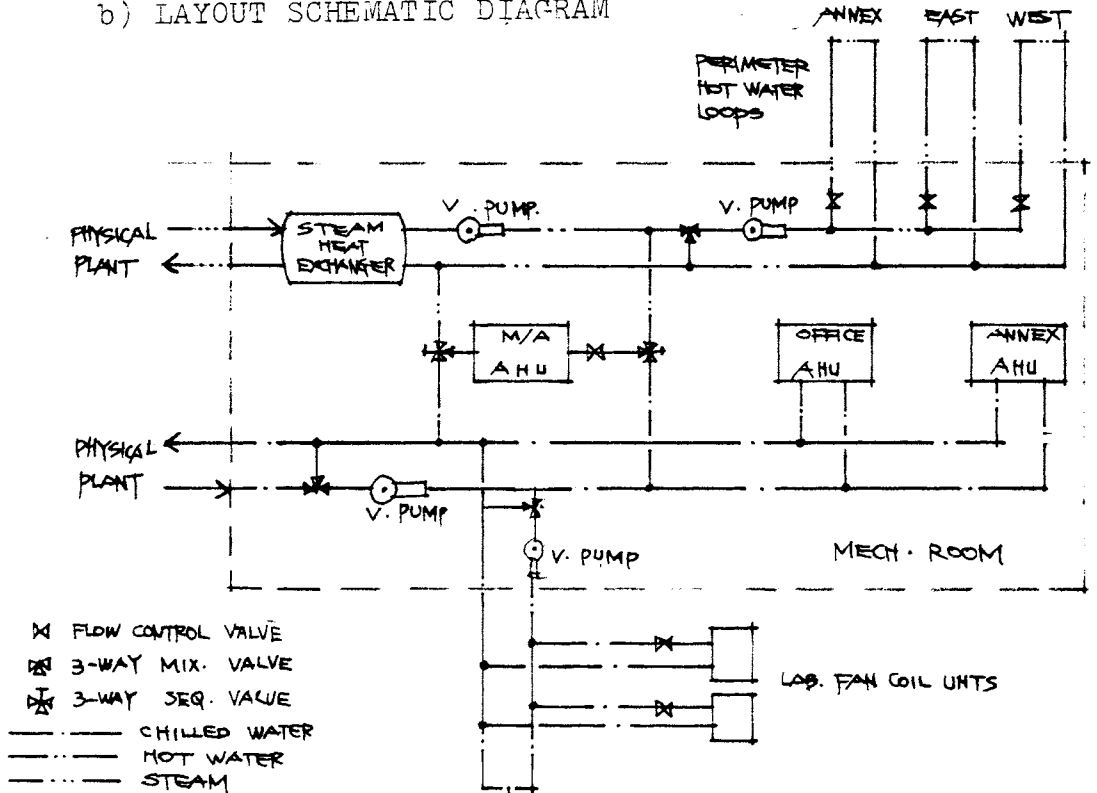 b) LAYOUT SCHEMATIC DIAGRAM
ANNEX EAST WEST
PERIMETER
HOT WATER
LOOPS
V. PUMP.
V. PUMP
PHYSICAL
PLANT
STEAM
HEAT
EXCHANGER
M/A
AHU
OFFICE
AHU
ANNEX
AHU
PHYSICAL
PLANT
V. PUMP
V. PUMP
MECH. ROOM
FLOW CONTROL VALVE
3-WAY MIX. VALVE
3-WAY SEQ. VALUE
CHILLED WATER
HOT WATER
STEAM
LAB. FAN COIL UHTS